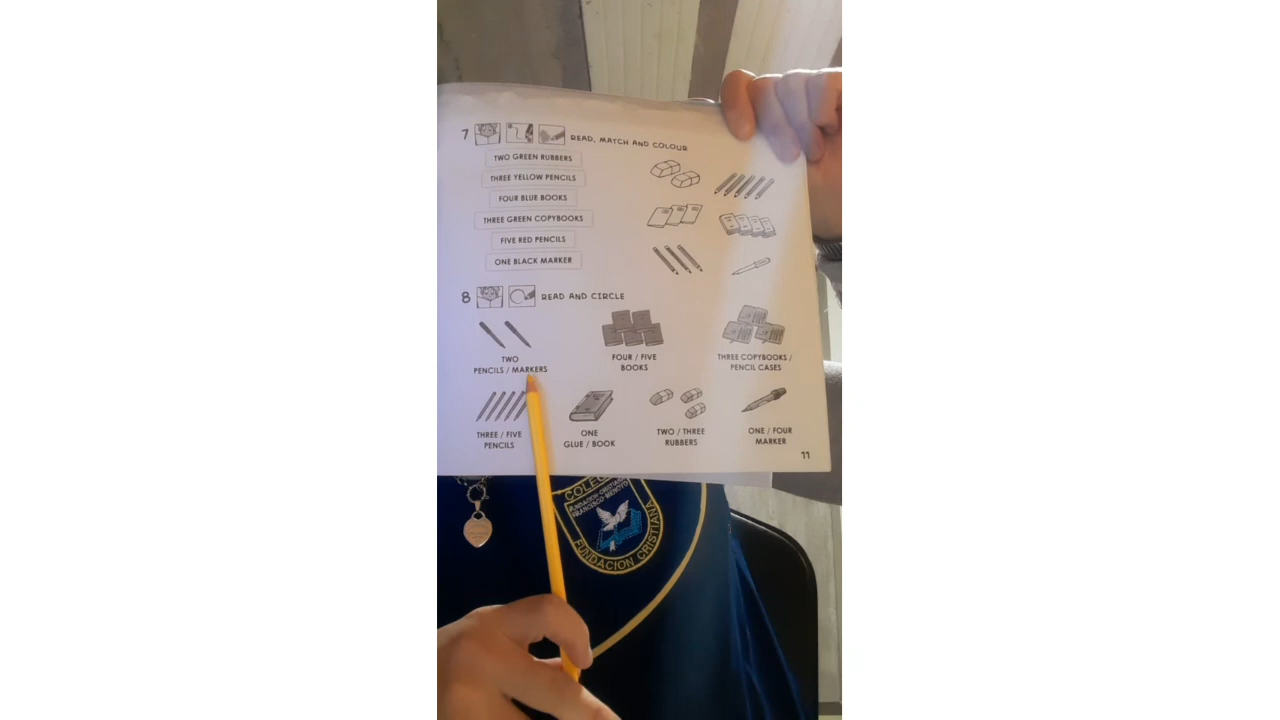 7 READ, MATCH AND COLOUR
TWO GREEN RUBBERS
THREE YELLOW PENCILS
FOUR BLUE BOOKS
THREE GREEN COPYBOOKS
FIVE RED PENCILS
ONE BLACK MARKER
8 READ AND CIRCLE
TWO
PENCILS / MARKERS
FOUR / FIVE
BOOKS
THREE COPYBOOKS /
PENCIL CASES
THREE / FIVE
PENCILS
ONE
GLUE / BOOK
TWO / THREE
RUBBERS
ONE / FOUR
MARKER
11
FUNDACION CRISTIANA